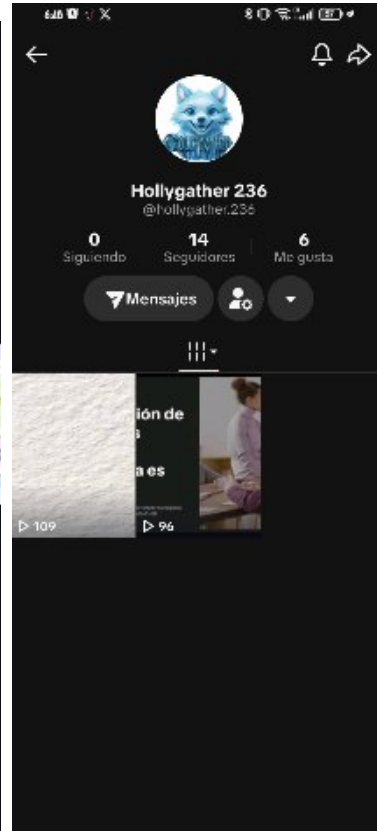 Hollygather 236
@hollygather.236
0 14 6
Siguiendo Seguidores Me gusta
Mensajes
ión de
a es
109 96